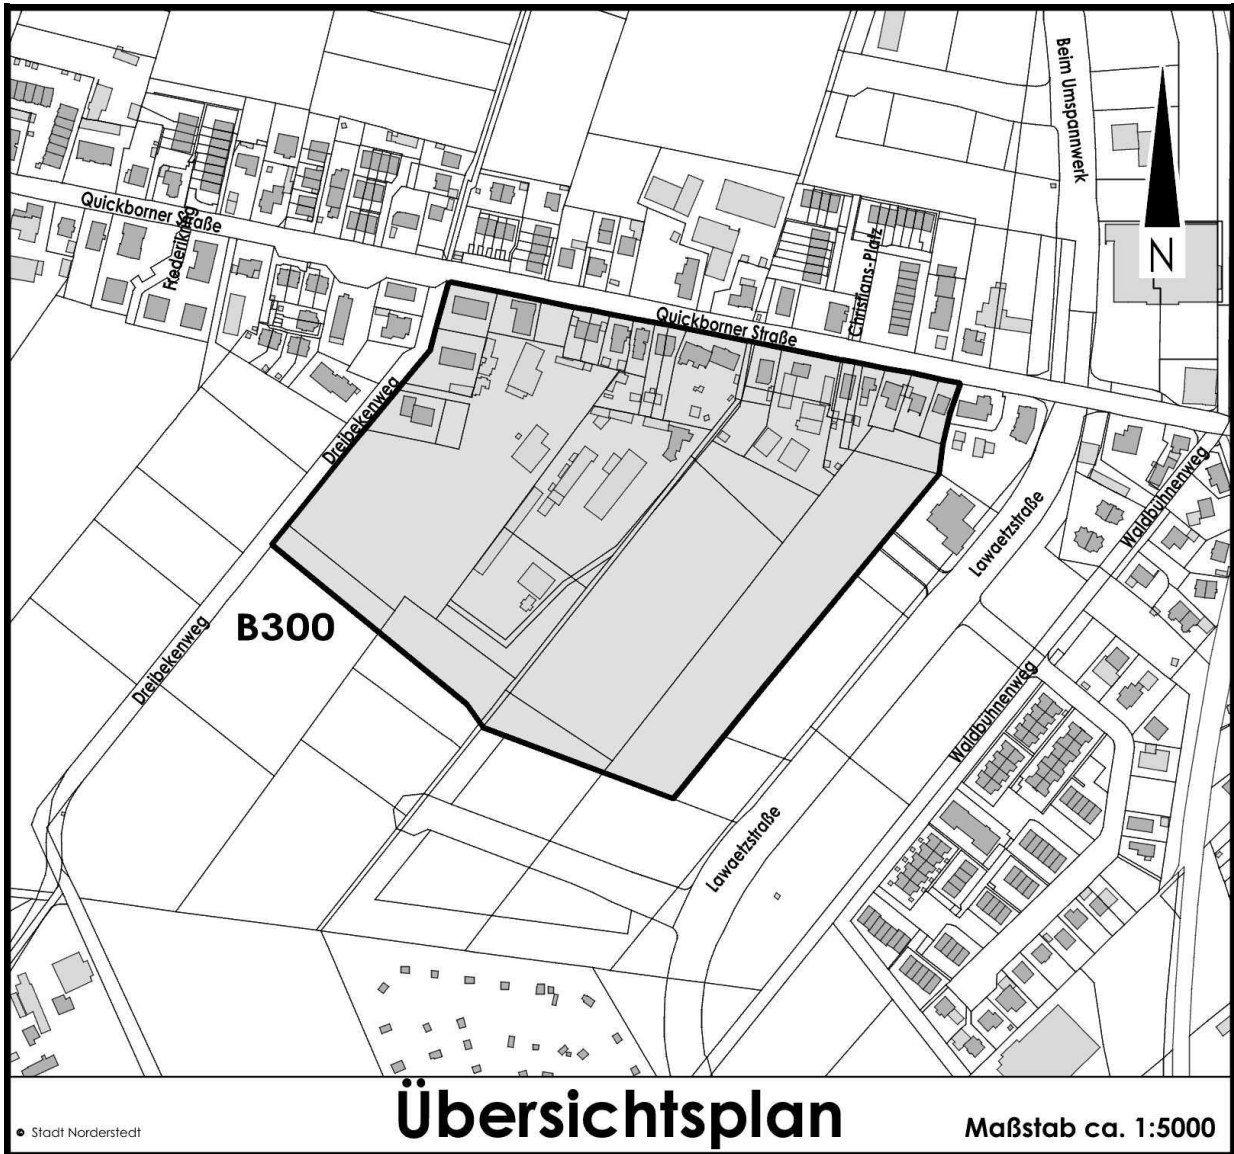 Beim Umspannwerk
Quickborner Straße
Christians-Platz
N
Quickborner Straße
Dreibekenweg
Waldbühnenweg
Lawaetzstraße
B300
Dreibekenweg
Waldbühnenweg
Lawaetzstraße
Übersichtsplan
© Stadt Norderstedt
Maßstab ca. 1:5000